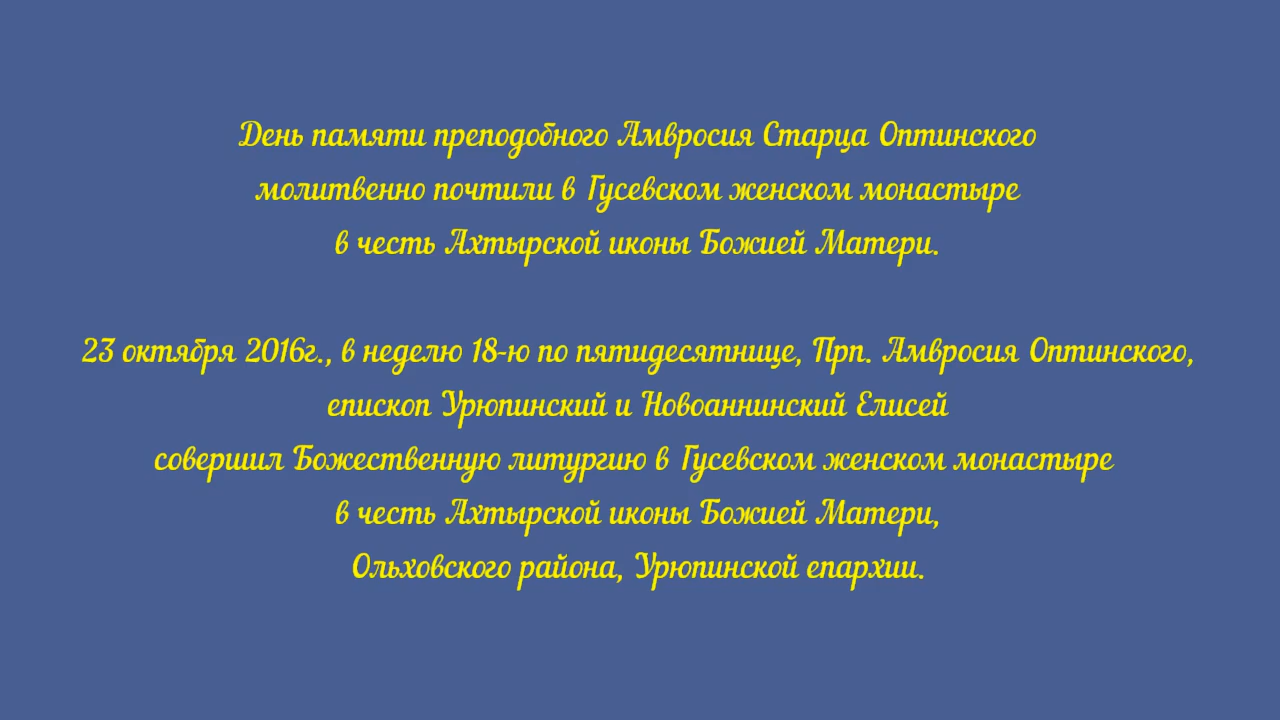 День памяти преподобного Амвросия Старца Оптинского
молитвенно почтили в Гусевском женском монастыре
в честь Ахтырской иконы Божией Матери.
23 октября 2016г., в неделю 18-ю по пятидесятнице, Прп. Амвросия Оптинского,
епископ Урюпинский и Новоаннинский Елисей
совершил Божественную литургию в Гусевском женском монастыре
в честь Ахтырской иконы Божией Матери,
Ольховского района, Урюпинской епархии.